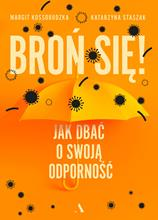 MARGIT KOSSOBUDZKA KATARZYNA STASZAK
BROŃ SIĘ!
JAK DBAĆ
O SWOJĄ
ODPORNOŚĆ